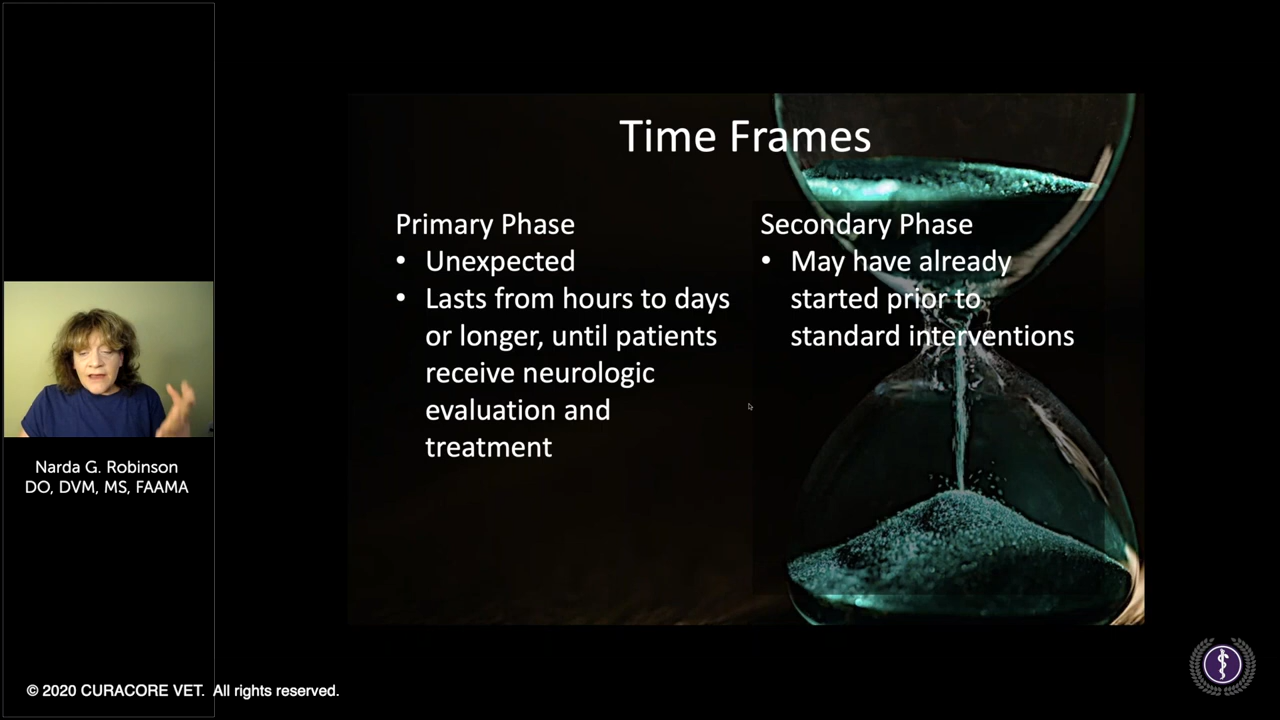 Time Frames
Primary Phase
• Unexpected
• Lasts from hours to days
or longer, until patients
receive neurologic
evaluation and
treatment
Secondary Phase
• May have already
started prior to
standard interventions
Narda G. Robinson
DO, DVM, MS, FAAMA
© 2020 CURACORE VET. All rights reserved.